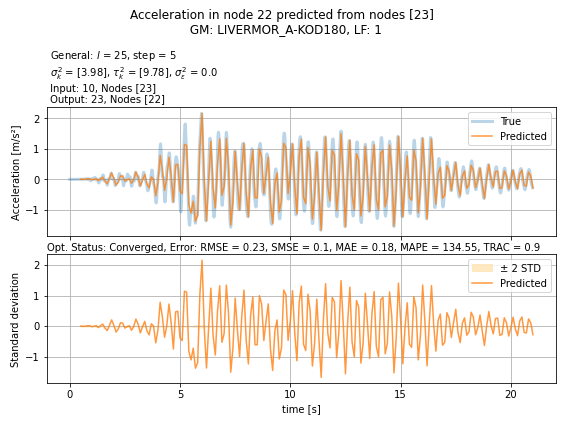 Acceleration in node 22 predicted from nodes [23]
GM: LIVERMOR_A-KOD180, LF: 1
General: l = 25, step = 5
σ²ₖ = [3.98], τ²ₖ = [9.78], σ²ε = 0.0
Input: 10, Nodes [23]
Output: 23, Nodes [22]
Acceleration [m/s²]
2
1
0
−1
True
Predicted
Opt. Status: Converged, Error: RMSE = 0.23, SMSE = 0.1, MAE = 0.18, MAPE = 134.55, TRAC = 0.9
Standard deviation
2
1
0
−1
± 2 STD
Predicted
0 5 10 15 20
time [s]